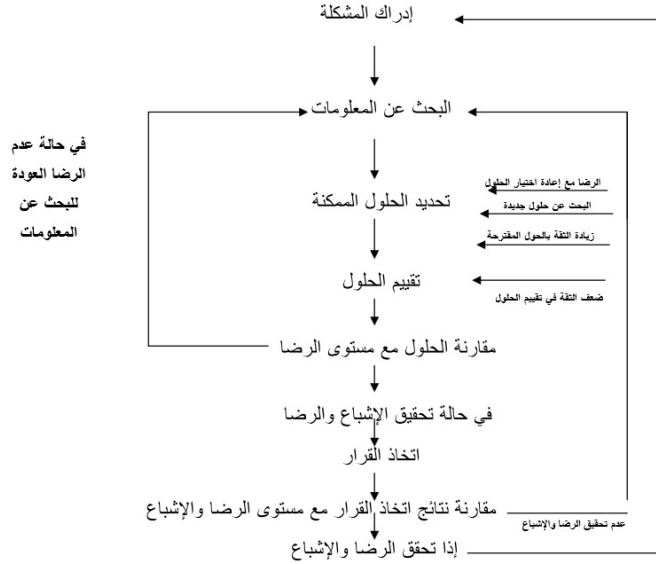 إدراك المشكلة
البحث عن المعلومات
في حالة عدم
الرضا العودة
للبحث عن
المعلومات
الرضا مع إعادة اختيار الحلول
تحديد الحلول الممكنة
البحث عن حلول جديدة
زيادة الثقة بالحول المقترحة
تقييم الحلول
ضعف الثقة في تقييم الحلول
مقارنة الحلول مع مستوى الرضا
في حالة تحقيق الإشباع والرضا
اتخاذ القرار
مقارنة نتائج اتخاذ القرار مع مستوى الرضا والإشباع
عدم تحقيق الرضا والإشباع
إذا تحقق الرضا والإشباع